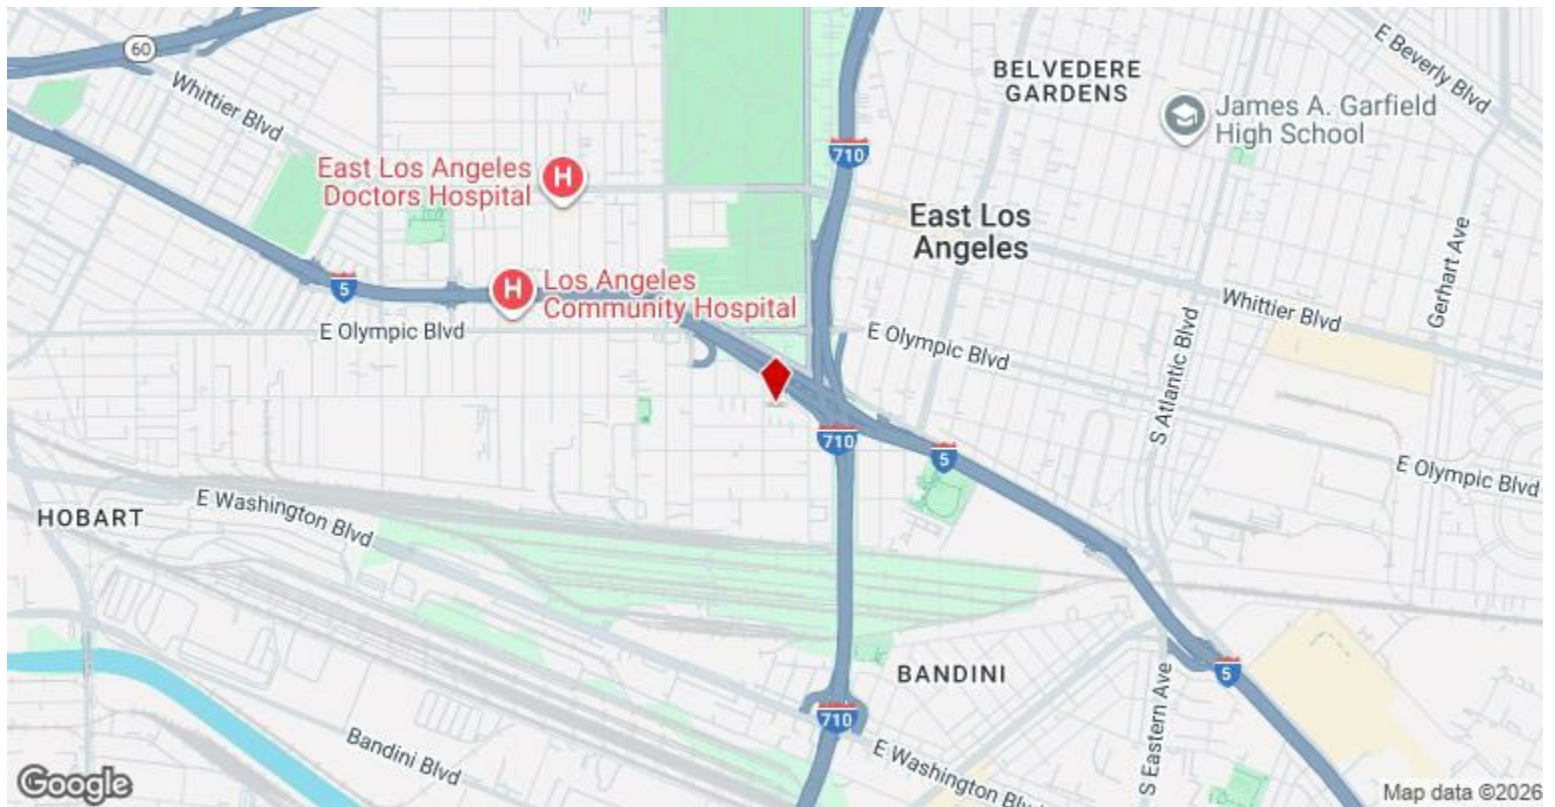 60
Whittier Blvd
E Beverly Blvd
BELVEDERE
GARDENS
James A. Garfield
High School
710
East Los Angeles
Doctors Hospital
H
East Los
Angeles
Gerhart Ave
5
H
Los Angeles
Community Hospital
Whittier Blvd
E Olympic Blvd
E Olympic Blvd
S Atlantic Blvd
710
5
E Olympic Blvd
HOBART
E Washington Blvd
BANDINI
5
S Eastern Ave
710
Bandini Blvd
E Washington Blvd
Google
Map data ©2026